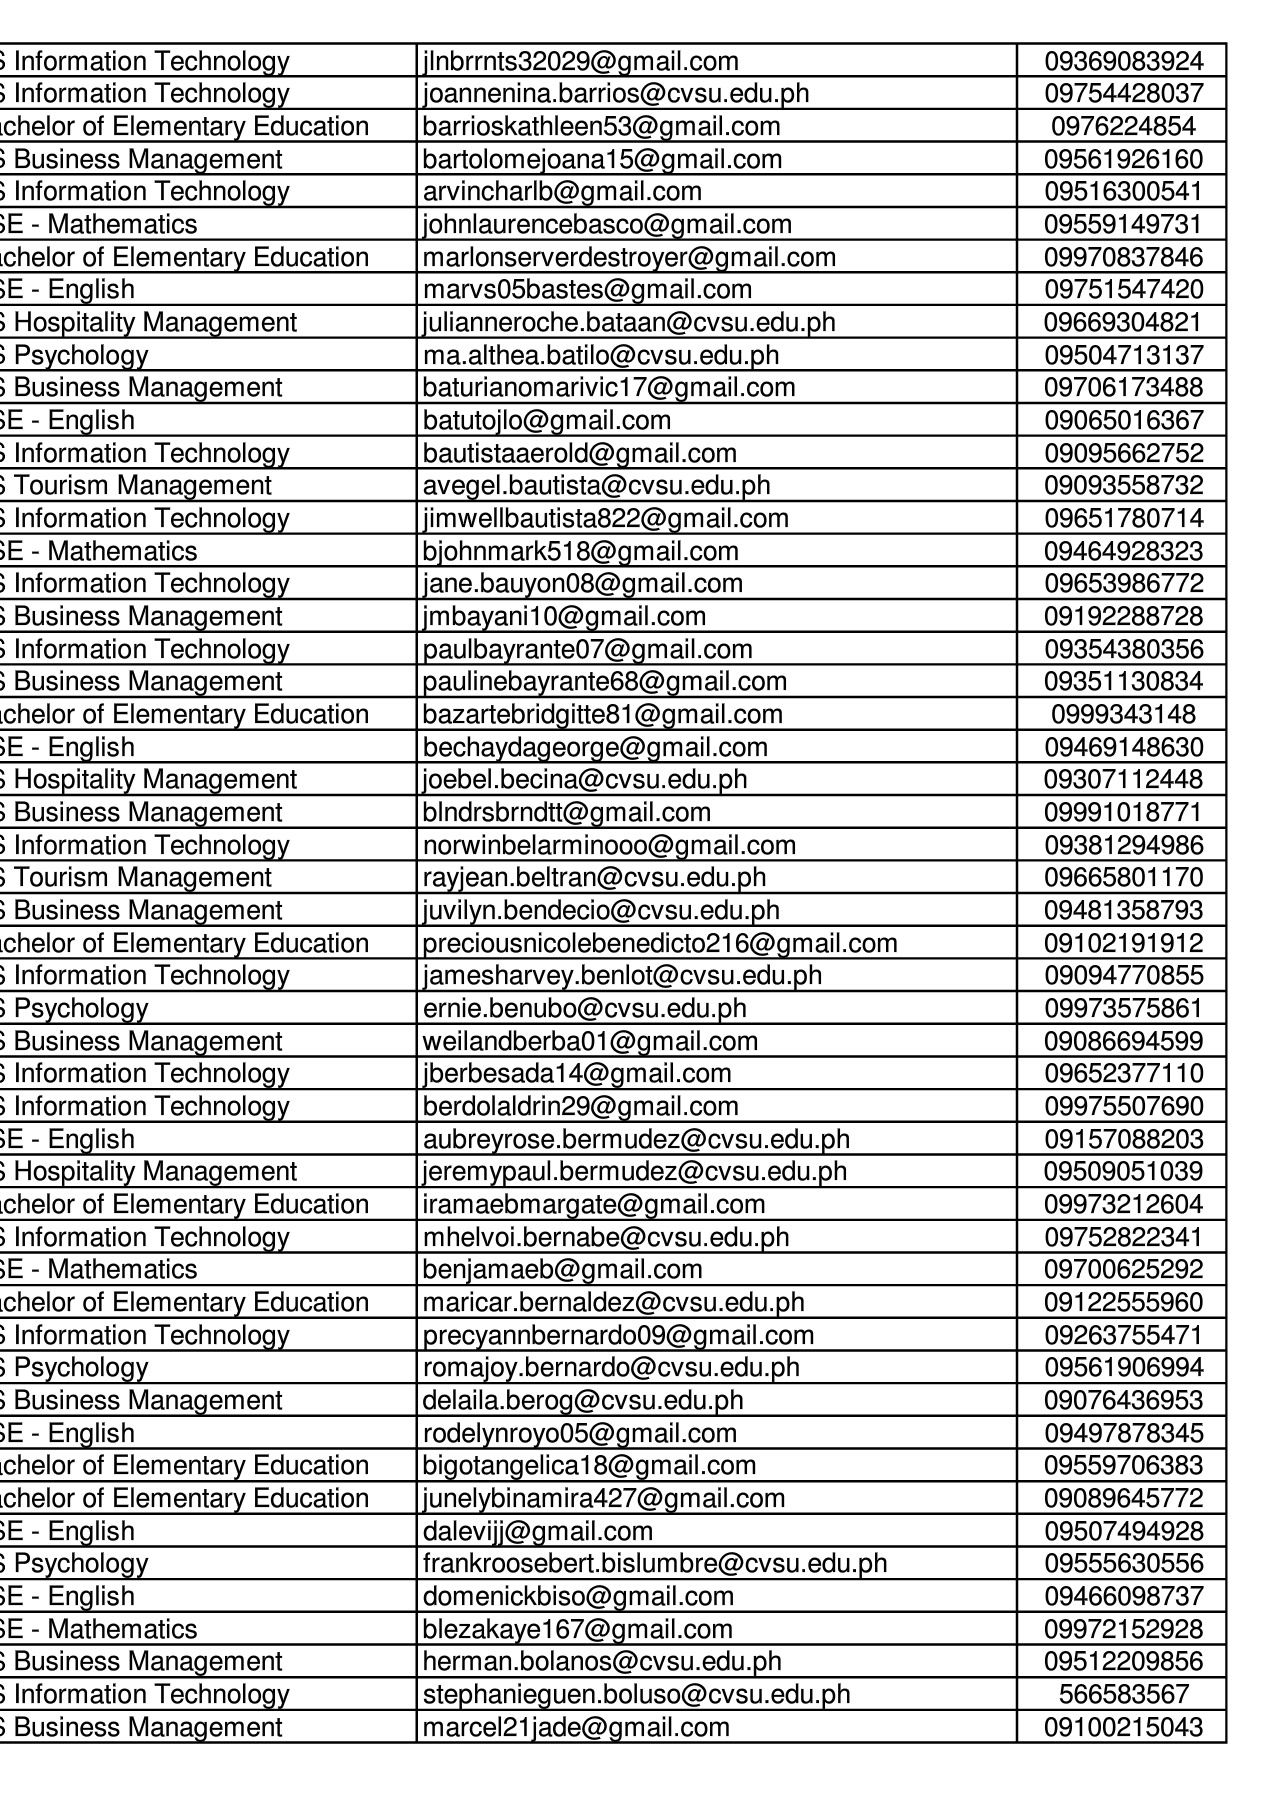 S Information Technology jlnbrrnts32029@gmail.com 09369083924
S Information Technology joannenina.barrios@cvsu.edu.ph 09754428037
achelor of Elementary Education barrioskathleen53@gmail.com 0976224854
S Business Management bartolomejoana15@gmail.com 09561926160
S Information Technology arvincharlb@gmail.com 09516300541
SE - Mathematics johnlaurencebasco@gmail.com 09559149731
achelor of Elementary Education marlonserverdestroyer@gmail.com 09970837846
SE - English marvs05bastes@gmail.com 09751547420
S Hospitality Management julianneroche.bataan@cvsu.edu.ph 09669304821
S Psychology ma.althea.batilo@cvsu.edu.ph 09504713137
S Business Management baturianomarivic17@gmail.com 09706173488
SE - English batutojlo@gmail.com 09065016367
S Information Technology bautistaaerold@gmail.com 09095662752
S Tourism Management avegel.bautista@cvsu.edu.ph 09093558732
S Information Technology jimwellbautista822@gmail.com 09651780714
SE - Mathematics bjohnmark518@gmail.com 09464928323
S Information Technology jane.bauyon08@gmail.com 09653986772
S Business Management jmbayani10@gmail.com 09192288728
S Information Technology paulbayrante07@gmail.com 09354380356
S Business Management paulinebayrante68@gmail.com 09351130834
achelor of Elementary Education bazartebridgitte81@gmail.com 0999343148
SE - English bechaydageorge@gmail.com 09469148630
S Hospitality Management joebel.becina@cvsu.edu.ph 09307112448
S Business Management blndrsbrndtt@gmail.com 09991018771
S Information Technology norwinbelarminooo@gmail.com 09381294986
S Tourism Management rayjean.beltran@cvsu.edu.ph 09665801170
S Business Management juvilyn.bendecio@cvsu.edu.ph 09481358793
achelor of Elementary Education preciousnicolebenedicto216@gmail.com 09102191912
S Information Technology jamesharvey.benlot@cvsu.edu.ph 09094770855
S Psychology ernie.benubo@cvsu.edu.ph 09973575861
S Business Management weilandberba01@gmail.com 09086694599
S Information Technology jberbesada14@gmail.com 09652377110
S Information Technology berdolaldrin29@gmail.com 09975507690
SE - English aubreyrose.bermudez@cvsu.edu.ph 09157088203
S Hospitality Management jeremypaul.bermudez@cvsu.edu.ph 09509051039
achelor of Elementary Education iramaebmargate@gmail.com 09973212604
S Information Technology mhelvoi.bernabe@cvsu.edu.ph 09752822341
SE - Mathematics benjamaeb@gmail.com 09700625292
achelor of Elementary Education maricar.bernaldez@cvsu.edu.ph 09122555960
S Information Technology precyannbernardo09@gmail.com 09263755471
S Psychology romajoy.bernardo@cvsu.edu.ph 09561906994
S Business Management delaila.berog@cvsu.edu.ph 09076436953
SE - English rodelynroyo05@gmail.com 09497878345
achelor of Elementary Education bigotangelica18@gmail.com 09559706383
achelor of Elementary Education junelybinamira427@gmail.com 09089645772
SE - English dalevijj@gmail.com 09507494928
S Psychology frankroosebert.bislumbre@cvsu.edu.ph 09555630556
SE - English domenickbiso@gmail.com 09466098737
SE - Mathematics blezakaye167@gmail.com 09972152928
S Business Management herman.bolanos@cvsu.edu.ph 09512209856
S Information Technology stephanieguen.boluso@cvsu.edu.ph 566583567
S Business Management marcel21jade@gmail.com 09100215043